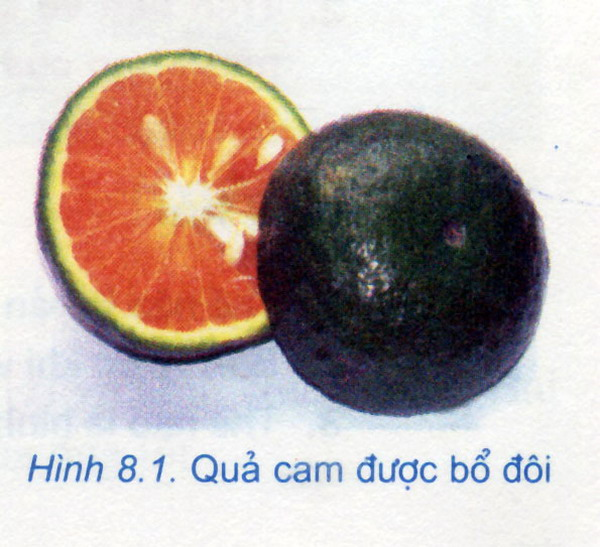 Hình 8.1. Quả cam được bổ đôi